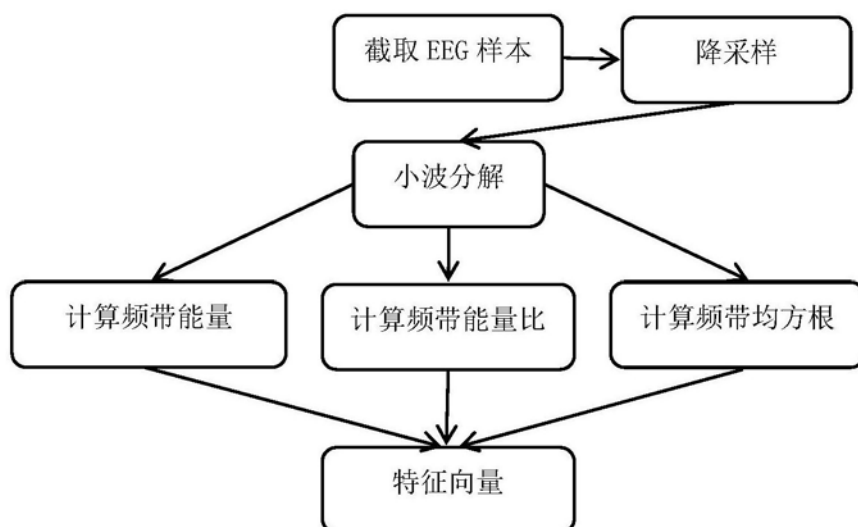 截取 EEG 样本
降采样
小波分解
计算频带能量
计算频带能量比
计算频带均方根
特征向量